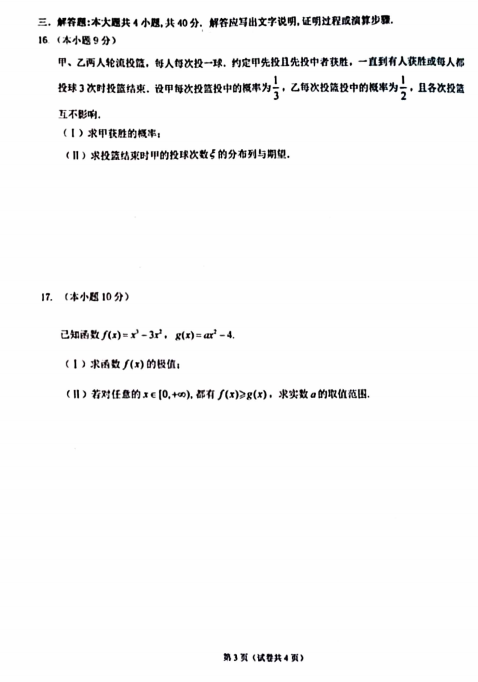 三. 解答题:本大题共4小题,共40分. 解答应写出文字说明,证明过程或演算步骤.
16.(本小题9分)
甲、乙两人轮流投篮,每人每次投一球. 约定甲先投且先投中者获胜,一直到有人获胜或每人都
投球3次时投篮结束. 设甲每次投篮投中的概率为1/3,乙每次投篮投中的概率为1/2,且各次投篮
互不影响.
(Ⅰ)求甲获胜的概率;
(Ⅱ)求投篮结束时甲的投球次数ξ的分布列与期望.
17. (本小题10分)
已知函数 f(x)=x³-3x², g(x)=ax²-4.
(Ⅰ)求函数 f(x) 的极值;
(Ⅱ)若对任意的 x∈[0,+∞),都有 f(x)⩾g(x),求实数 a 的取值范围.
第3页(试卷共4页)